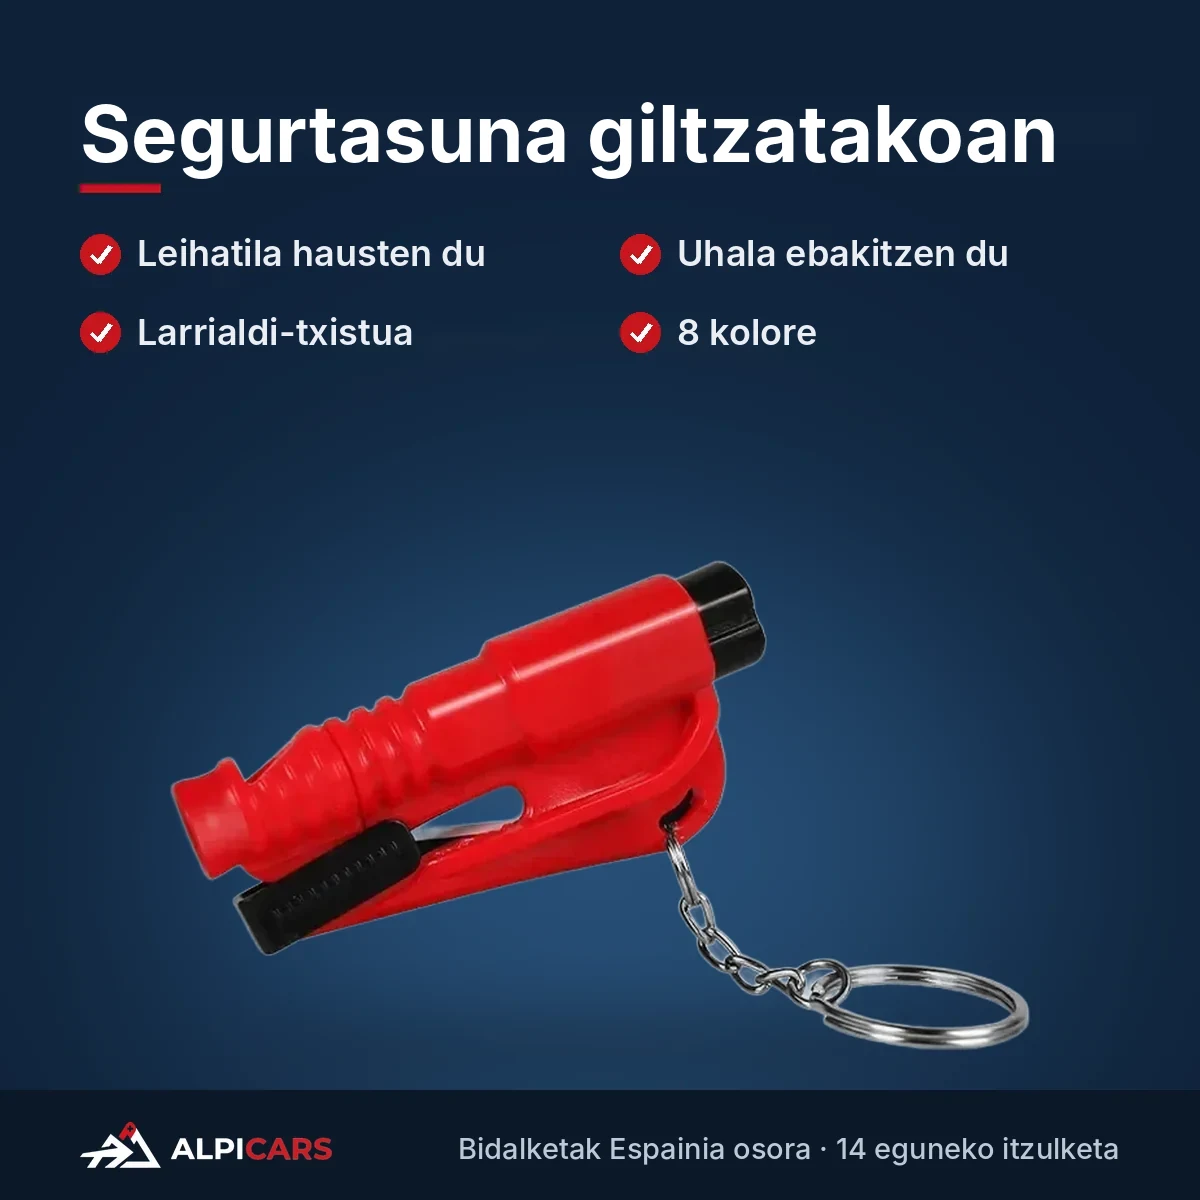 Segurtasuna giltzatakoan
Leihatila hausten du
Uhala ebakitzen du
Larrialdi-txistua
8 kolore
ALPICARS
Bidalketak Espainia osora · 14 eguneko itzulketa